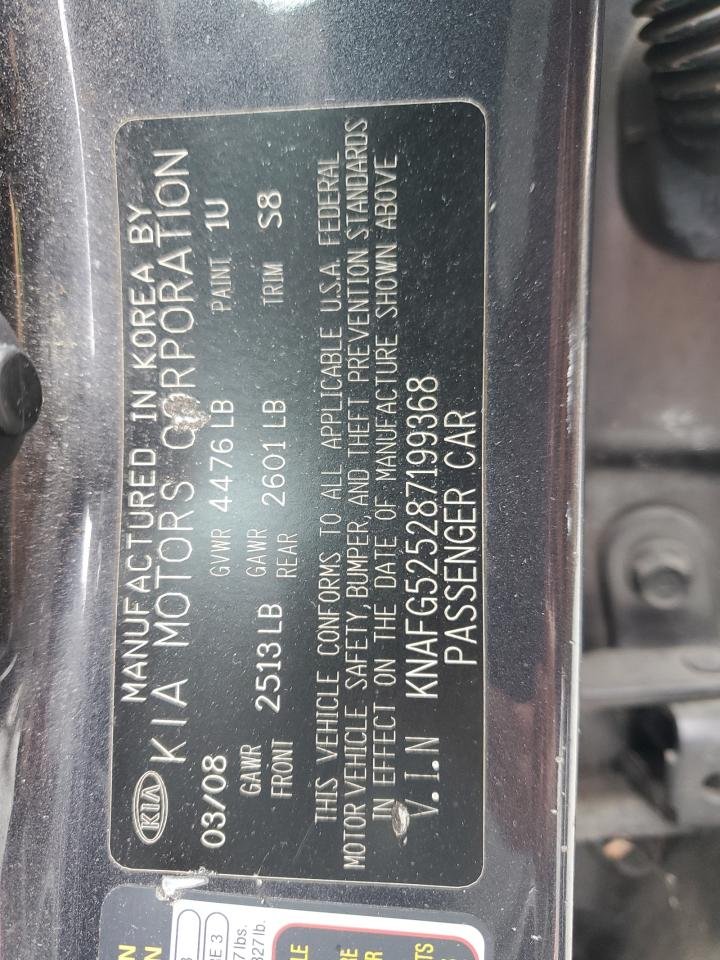 KIA
MANUFACTURED IN KOREA BY
KIA MOTORS CORPORATION
03/08 GVWR 4476 LB PAINT 1U
GAWR FRONT 2513 LB GAWR REAR 2601 LB TRIM S8
THIS VEHICLE CONFORMS TO ALL APPLICABLE U.S.A. FEDERAL
MOTOR VEHICLE SAFETY, BUMPER, AND THEFT PREVENTION STANDARDS
IN EFFECT ON THE DATE OF MANUFACTURE SHOWN ABOVE
V.I.N KNAFG525287199368
PASSENGER CAR